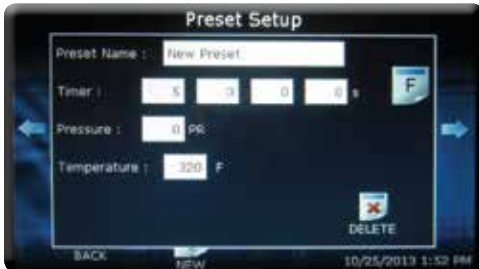 Preset Setup
Preset Name : New Preset
Timer : 5 3 0 0 s
F
Pressure : 0 PR
Temperature : 320 F
DELETE
BACK NEW 10/25/2013 1:52 PM